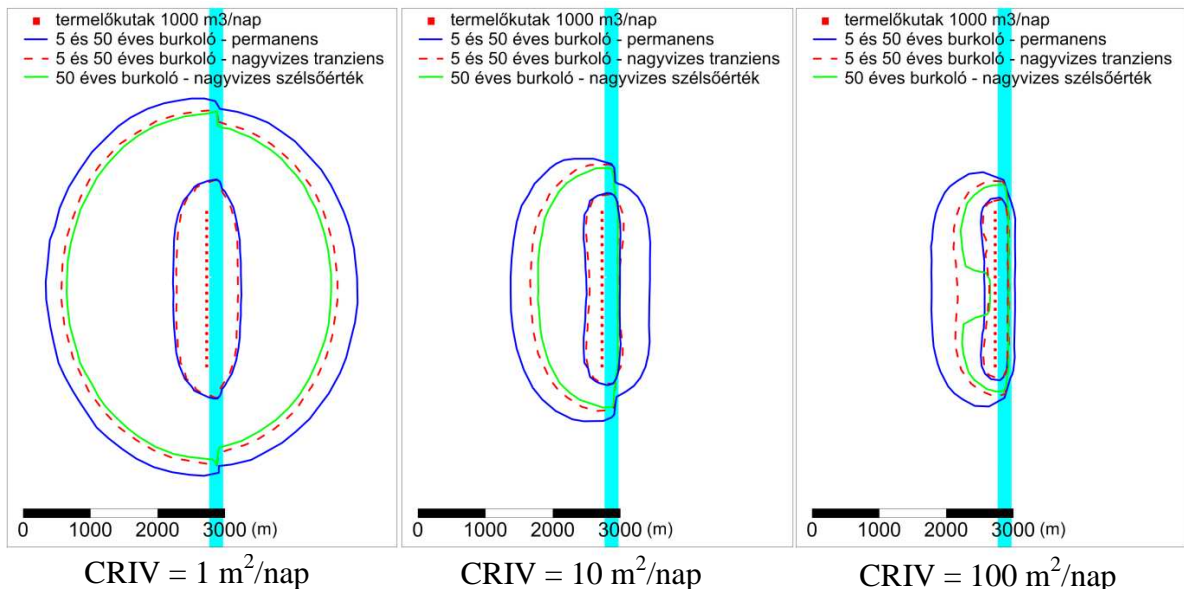 termelőkutak 1000 m3/nap
5 és 50 éves burkoló - permanens
5 és 50 éves burkoló - nagyvizes tranziens
50 éves burkoló - nagyvizes szélsőérték
0 1000 2000 3000 (m)
CRIV = 1 m²/nap
termelőkutak 1000 m3/nap
5 és 50 éves burkoló - permanens
5 és 50 éves burkoló - nagyvizes tranziens
50 éves burkoló - nagyvizes szélsőérték
0 1000 2000 3000 (m)
CRIV = 10 m²/nap
termelőkutak 1000 m3/nap
5 és 50 éves burkoló - permanens
5 és 50 éves burkoló - nagyvizes tranziens
50 éves burkoló - nagyvizes szélsőérték
0 1000 2000 3000 (m)
CRIV = 100 m²/nap